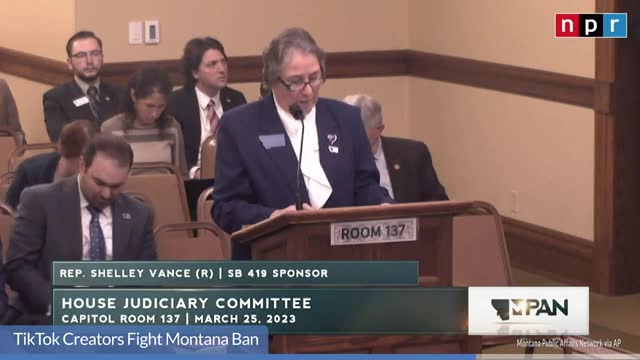 npr
ROOM 137
REP. SHELLEY VANCE (R) | SB 419 SPONSOR
HOUSE JUDICIARY COMMITTEE
CAPITOL ROOM 137 | MARCH 25, 2023
MPAN
TikTok Creators Fight Montana Ban
Montana Public Affairs Network via AP